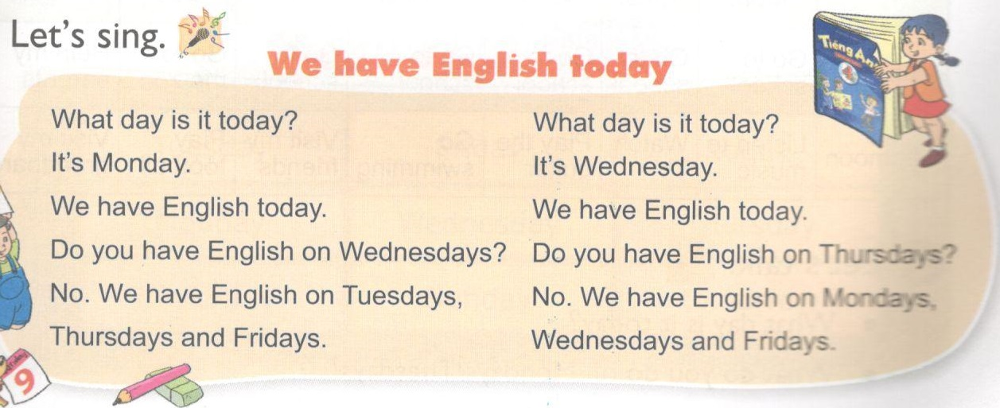 Let's sing.
We have English today
Tiếng Anh
What day is it today?
It's Monday.
We have English today.
Do you have English on Wednesdays?
No. We have English on Tuesdays,
Thursdays and Fridays.
What day is it today?
It's Wednesday.
We have English today.
Do you have English on Thursdays?
No. We have English on Mondays,
Wednesdays and Fridays.
9